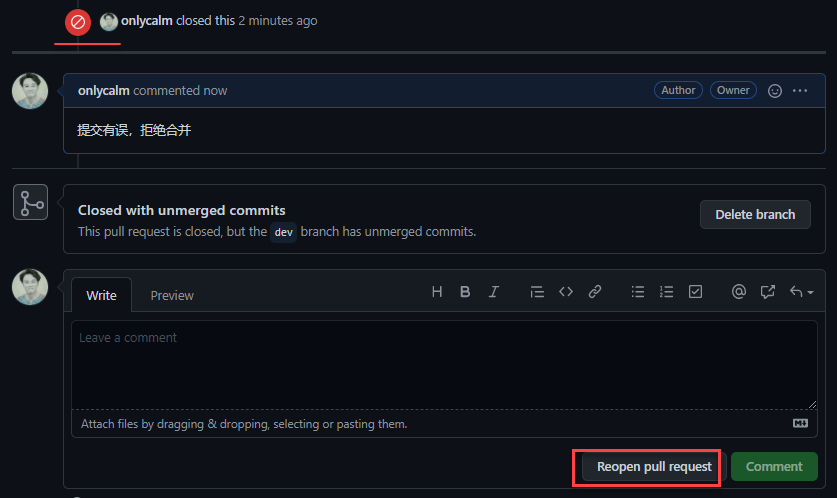 onlycalm closed this 2 minutes ago
onlycalm commented now
Author
Owner
提交有误，拒绝合并
Closed with unmerged commits
This pull request is closed, but the dev branch has unmerged commits.
Delete branch
Write
Preview
H B I
Leave a comment
Attach files by dragging & dropping, selecting or pasting them.
Reopen pull request
Comment